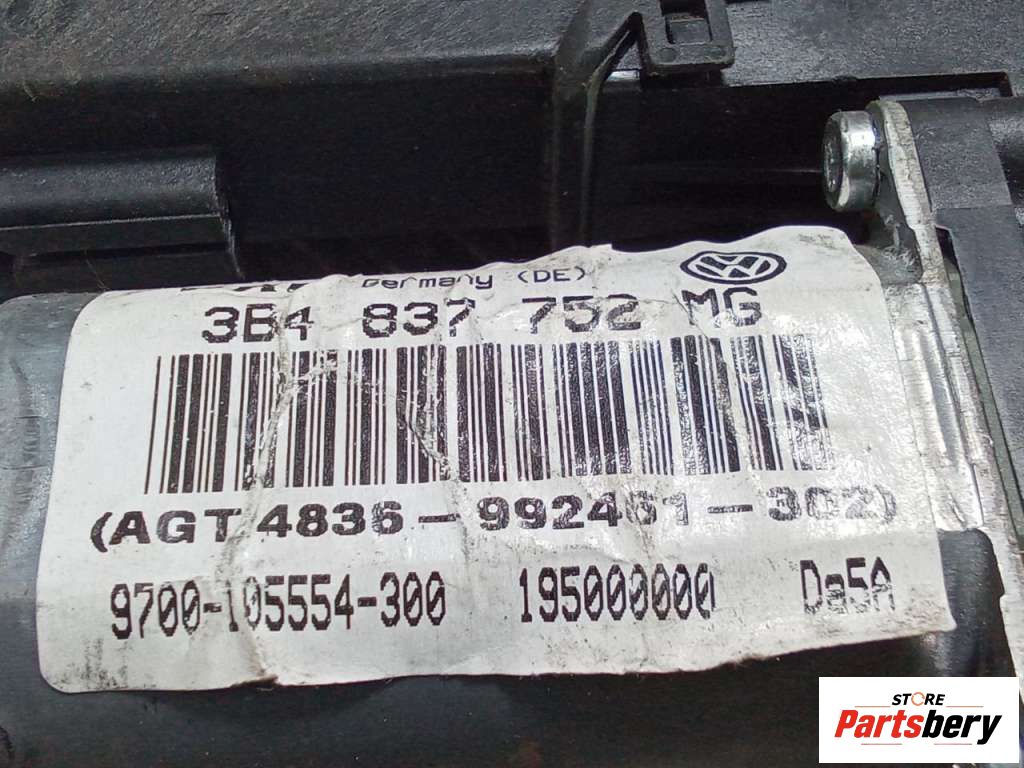 Germany (DE)
3B4 837 752 MG
(AGT 4836-992461-302)
9700-105554-300 195000000 Da5A
STORE
Partsbery